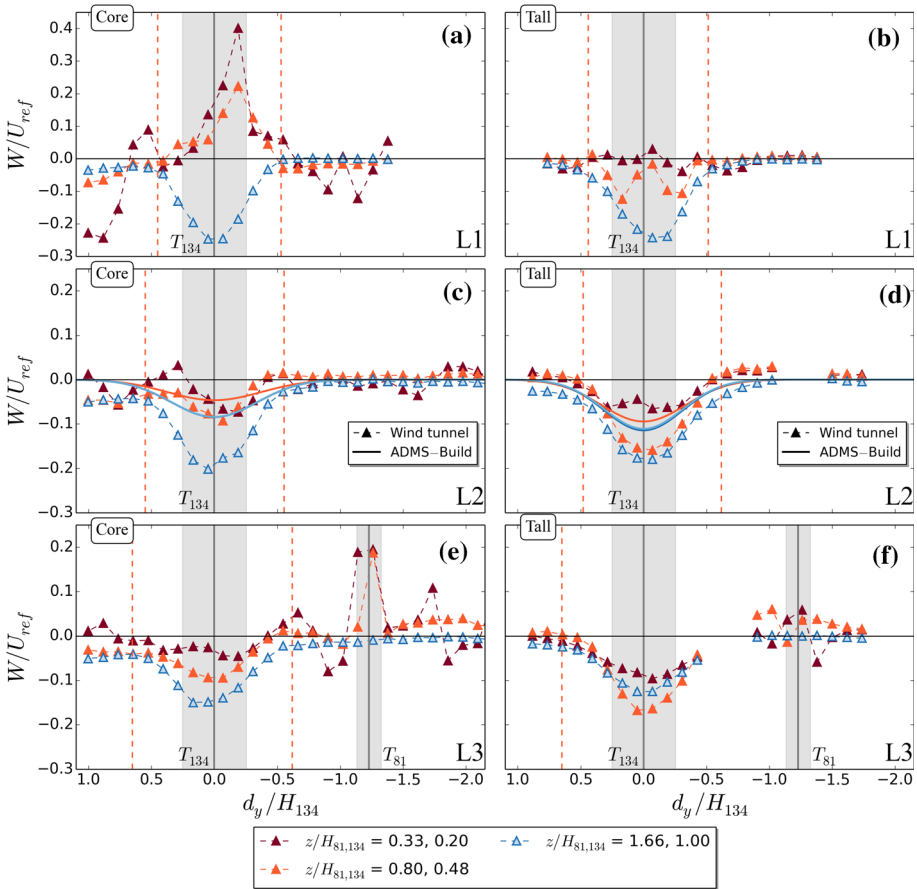 Core (a) Tall (b)
0.4
0.3
0.2
0.1
0.0
−0.1
−0.2
−0.3
W/U_ref
T_134 L1 T_134 L1
Core (c) Tall (d)
0.2
0.1
0.0
−0.1
−0.2
−0.3
W/U_ref
Wind tunnel Wind tunnel
ADMS−Build ADMS−Build
T_134 L2 T_134 L2
Core (e) Tall (f)
0.2
0.1
0.0
−0.1
−0.2
−0.3
W/U_ref
T_134 T_81 L3 T_134 T_81 L3
1.0 0.5 0.0 −0.5 −1.0 −1.5 −2.0 1.0 0.5 0.0 −0.5 −1.0 −1.5 −2.0
d_y/H_134 d_y/H_134
z/H_81,134 = 0.33, 0.20 z/H_81,134 = 1.66, 1.00
z/H_81,134 = 0.80, 0.48